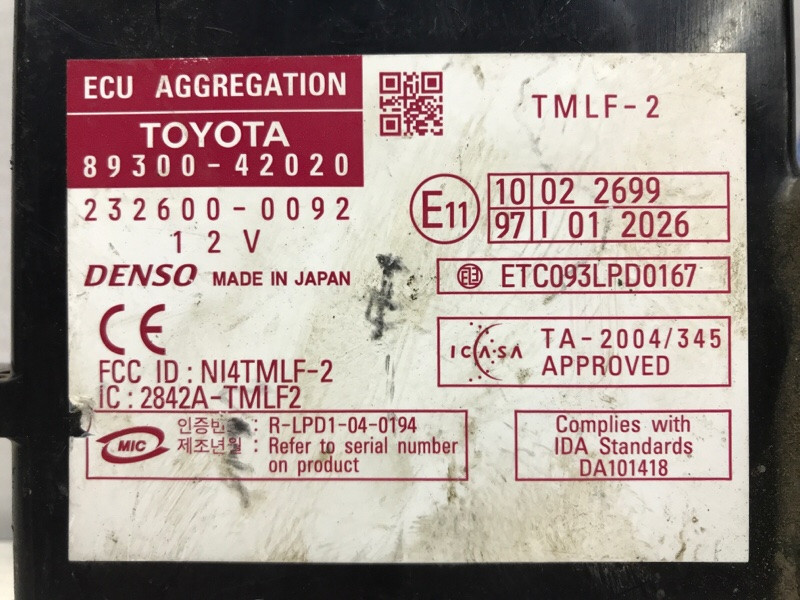 ECU AGGREGATION
TOYOTA
89300-42020
232600-0092
12V
DENSO MADE IN JAPAN
CE
FCC ID : NI4TMLF-2
IC : 2842A-TMLF2
MIC
인증번호 : R-LPD1-04-0194
제조년월 : Refer to serial number
on product
TMLF-2
E11
10 02 2699
97 I 01 2026
ETC093LPD0167
ICASA
TA-2004/345
APPROVED
Complies with
IDA Standards
DA101418